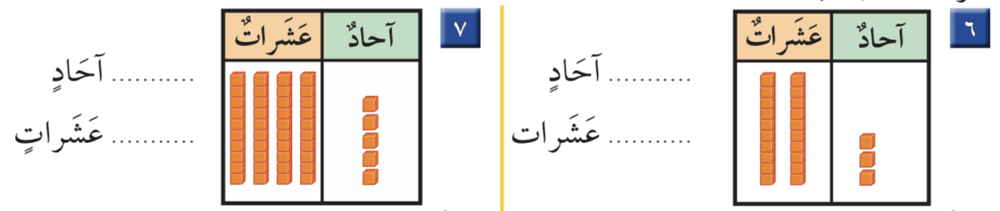 ٦
آحادٌ عَشَراتٌ
........... آحَادٍ
........... عَشَرات
٧
آحادٌ عَشَراتٌ
........... آحَادٍ
........... عَشَراتٍ